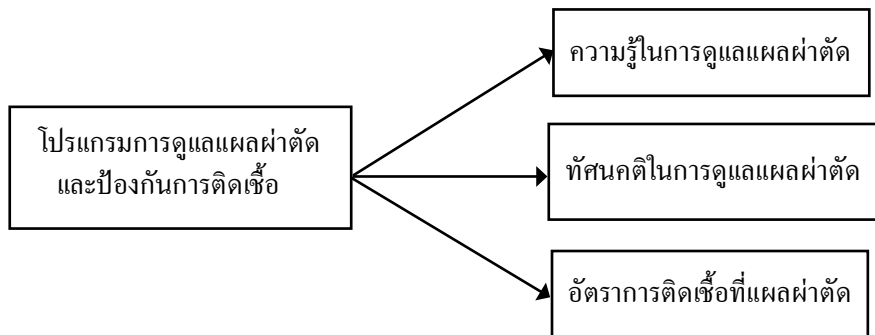 โปรแกรมการดูแลแผลผ่าตัด
และป้องกันการติดเชื้อ
ความรู้ในการดูแลแผลผ่าตัด
ทัศนคติในการดูแลแผลผ่าตัด
อัตราการติดเชื้อที่แผลผ่าตัด